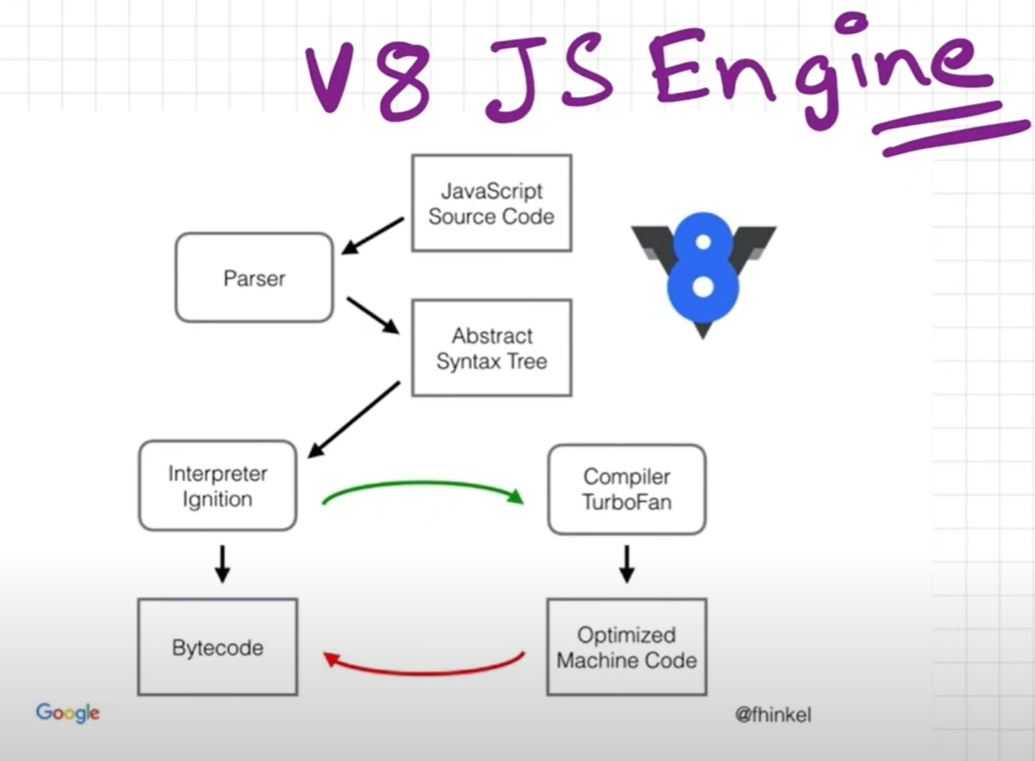 V8 JS Engine
JavaScript
Source Code
Parser
Abstract
Syntax Tree
Interpreter
Ignition
Compiler
TurboFan
Bytecode
Optimized
Machine Code
Google
@fhinkel